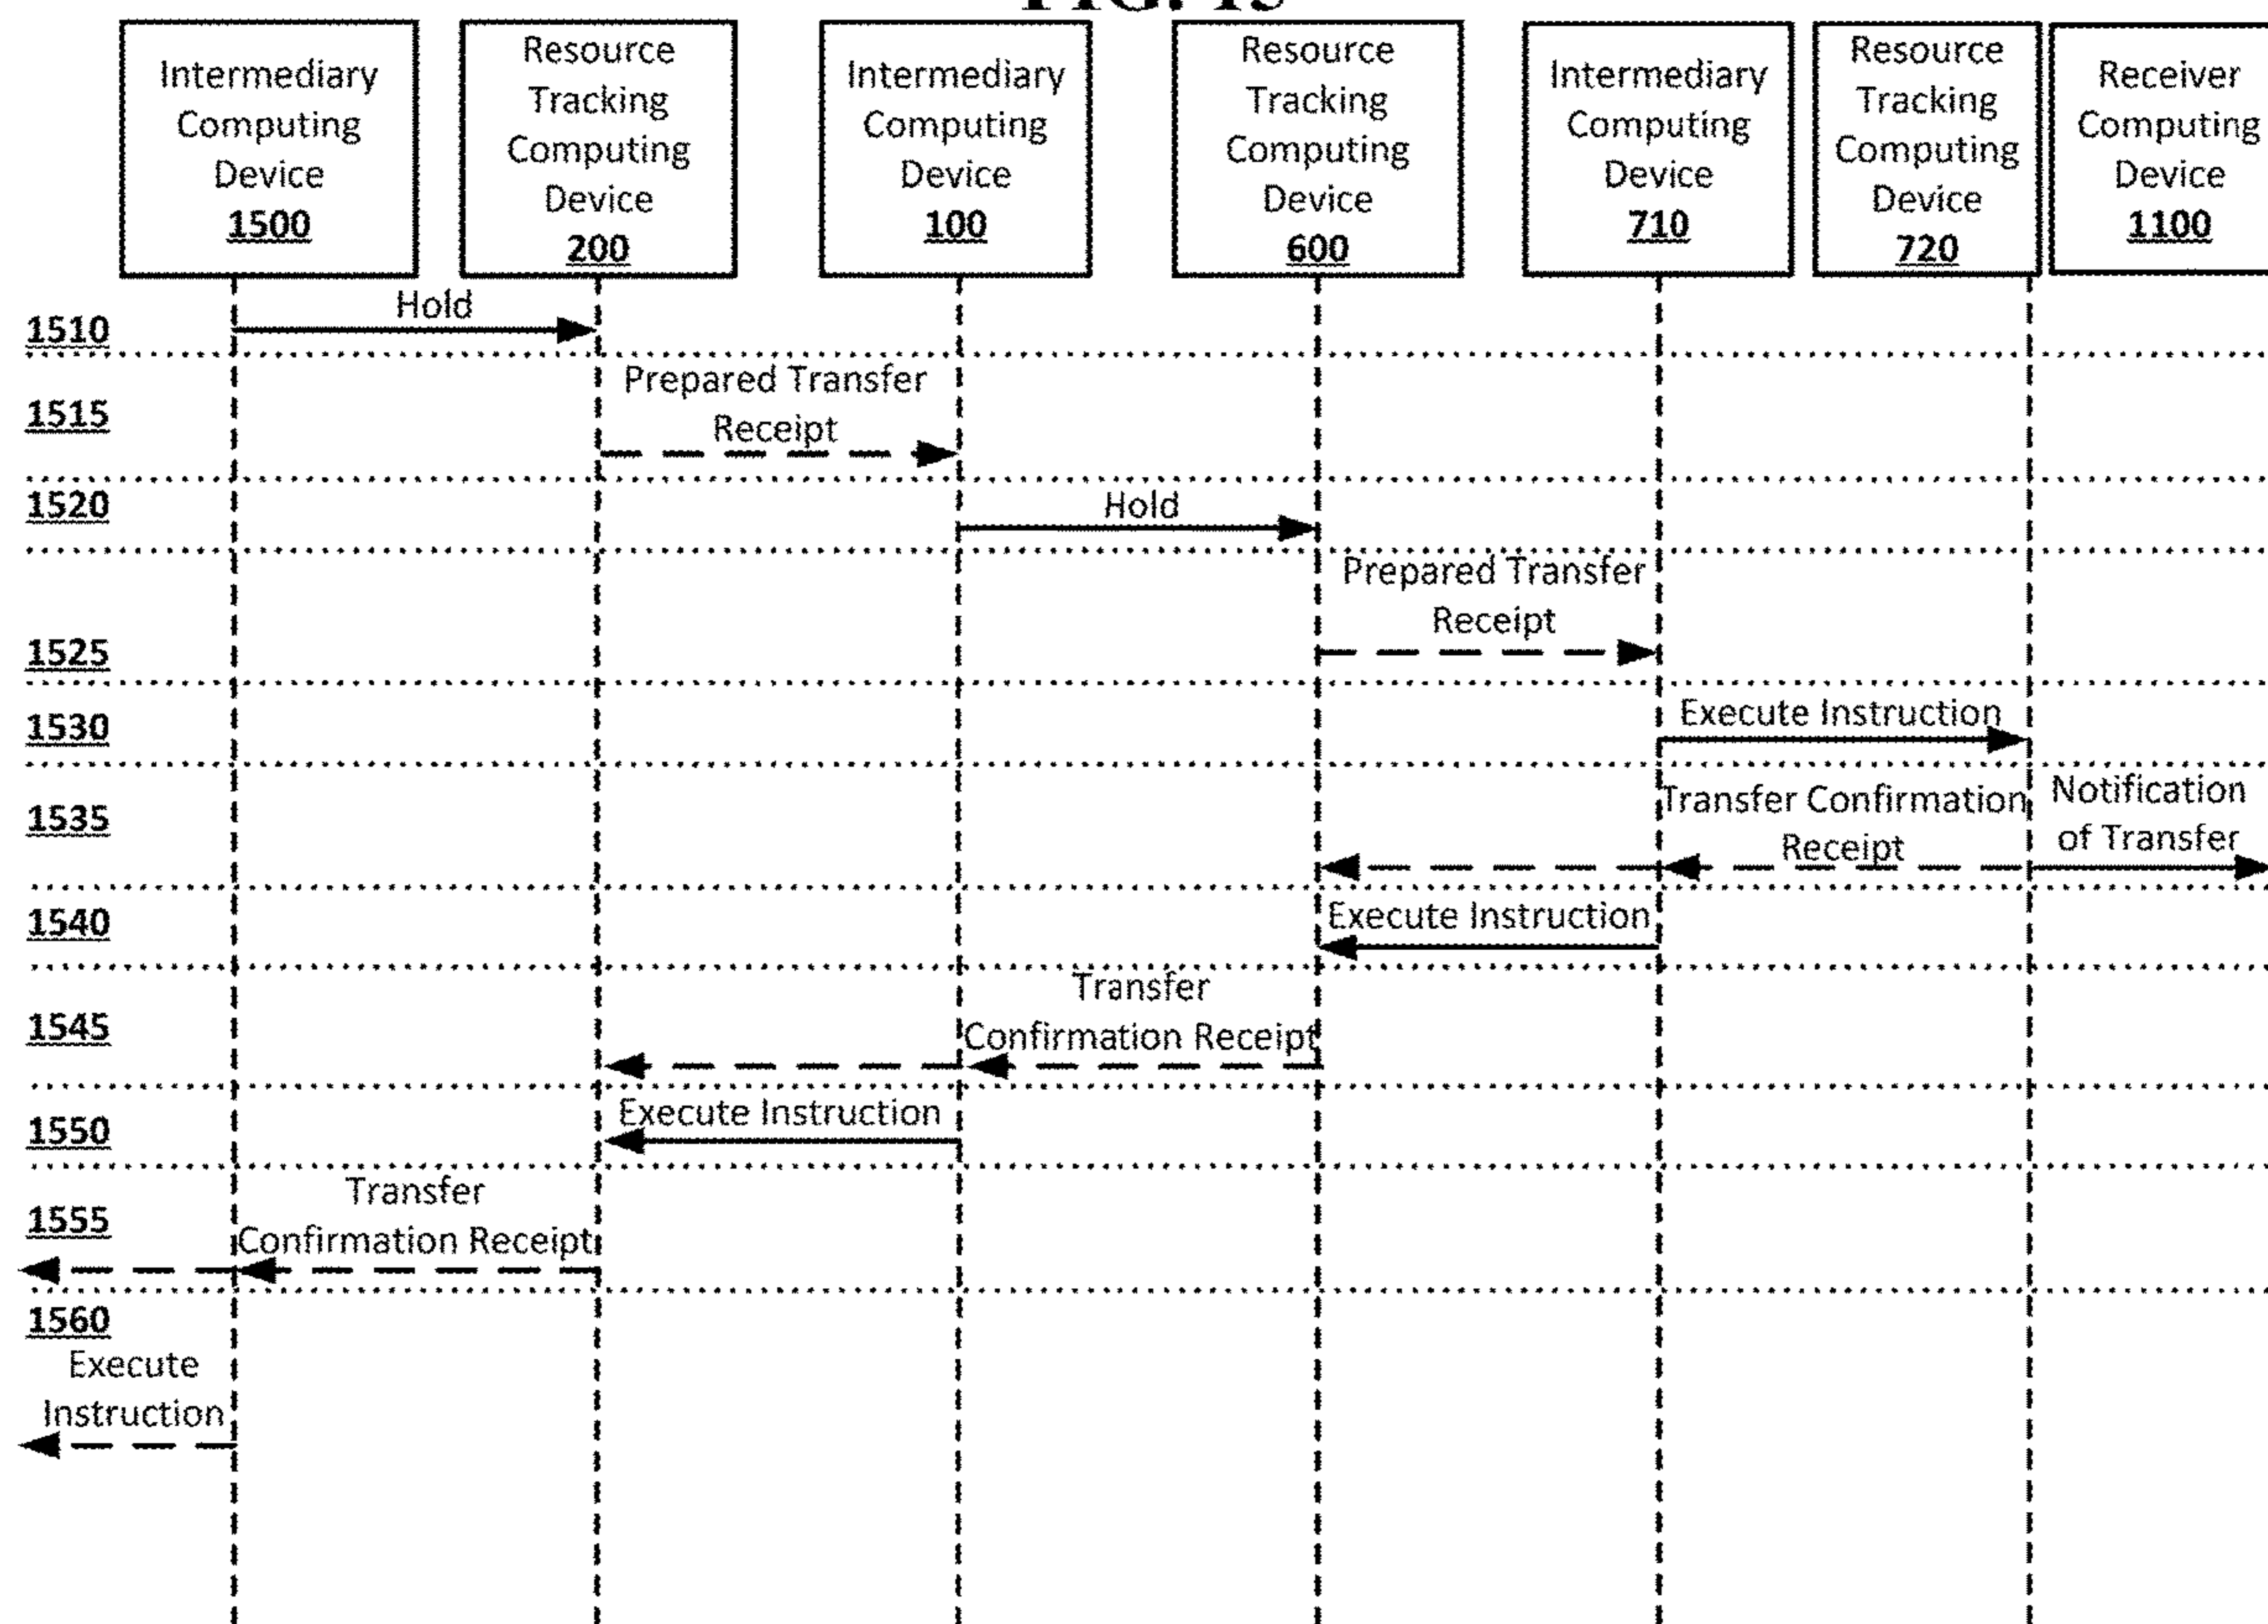 Intermediary
Computing
Device
1500
Resource
Tracking
Computing
Device
200
Intermediary
Computing
Device
100
Resource
Tracking
Computing
Device
600
Intermediary
Computing
Device
710
Resource
Tracking
Computing
Device
720
Receiver
Computing
Device
1100
1510
Hold
1515
Prepared Transfer
Receipt
1520
Hold
1525
Prepared Transfer
Receipt
1530
Execute Instruction
1535
Transfer Confirmation
Receipt
Notification
of Transfer
1540
Execute Instruction
1545
Transfer
Confirmation Receipt
1550
Execute Instruction
1555
Transfer
Confirmation Receipt
1560
Execute
Instruction